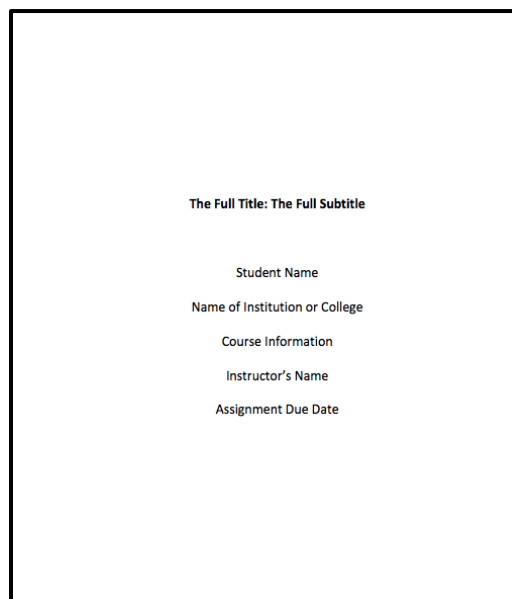 The Full Title: The Full Subtitle
Student Name
Name of Institution or College
Course Information
Instructor’s Name
Assignment Due Date